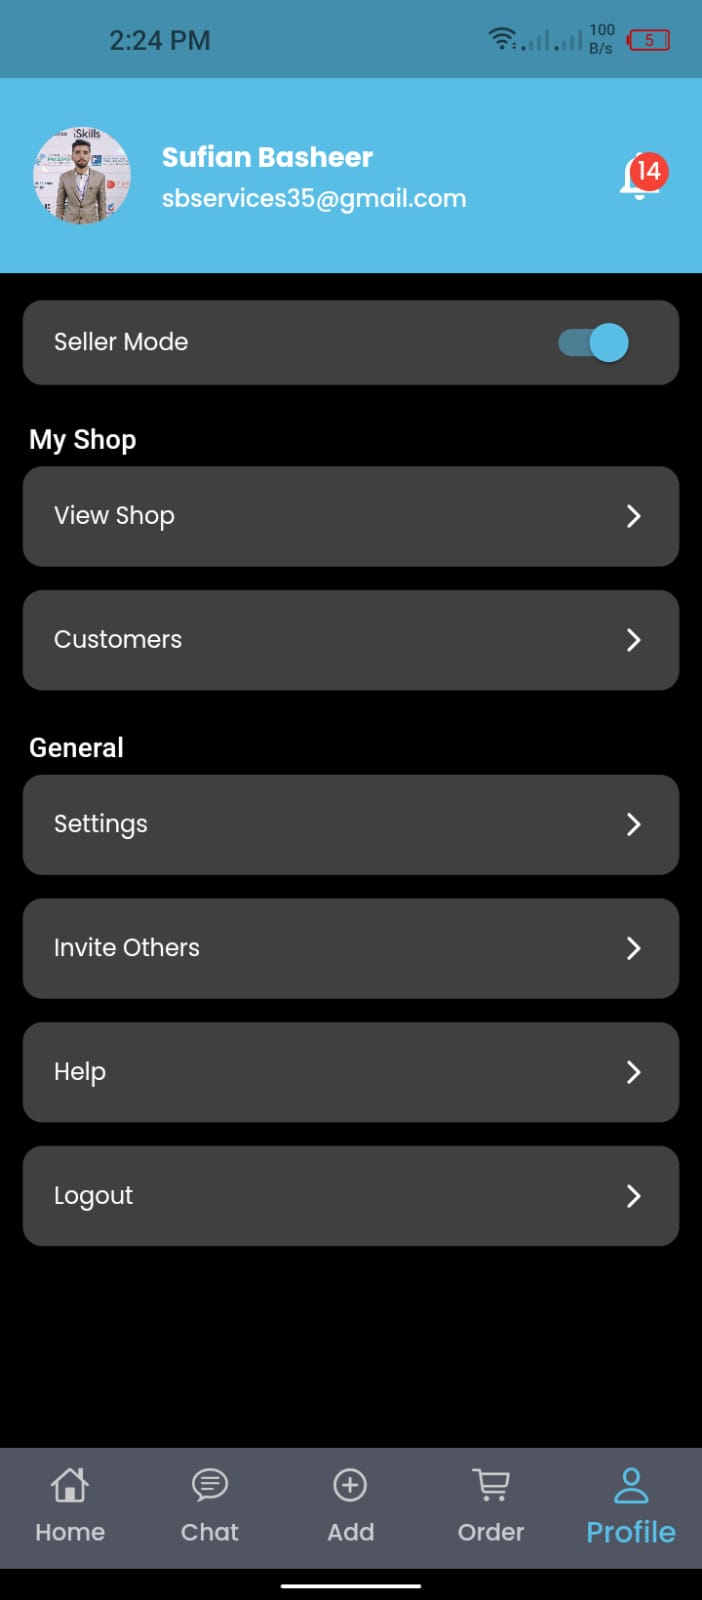 2:24 PM
100
B/s
5
iSkills
Sufian Basheer
sbservices35@gmail.com
14
Seller Mode
My Shop
View Shop
Customers
General
Settings
Invite Others
Help
Logout
Home
Chat
Add
Order
Profile